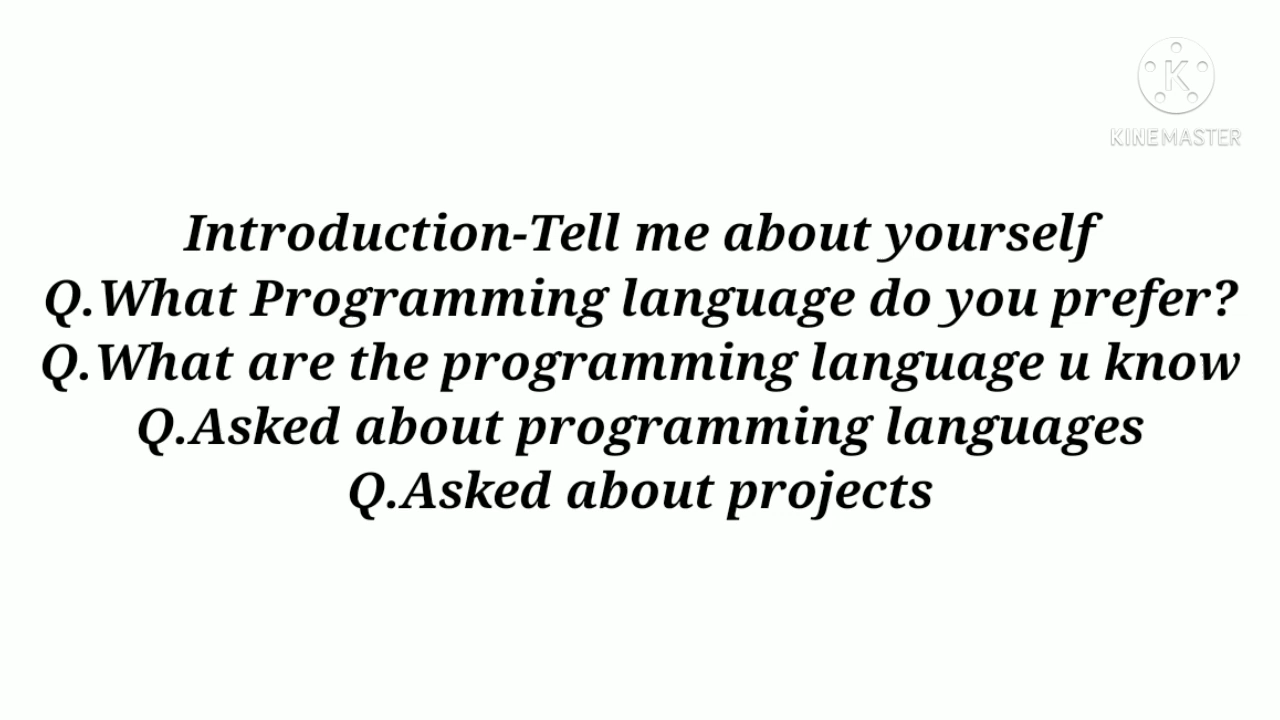 KINEMASTER
Introduction-Tell me about yourself
Q.What Programming language do you prefer?
Q.What are the programming language u know
Q.Asked about programming languages
Q.Asked about projects